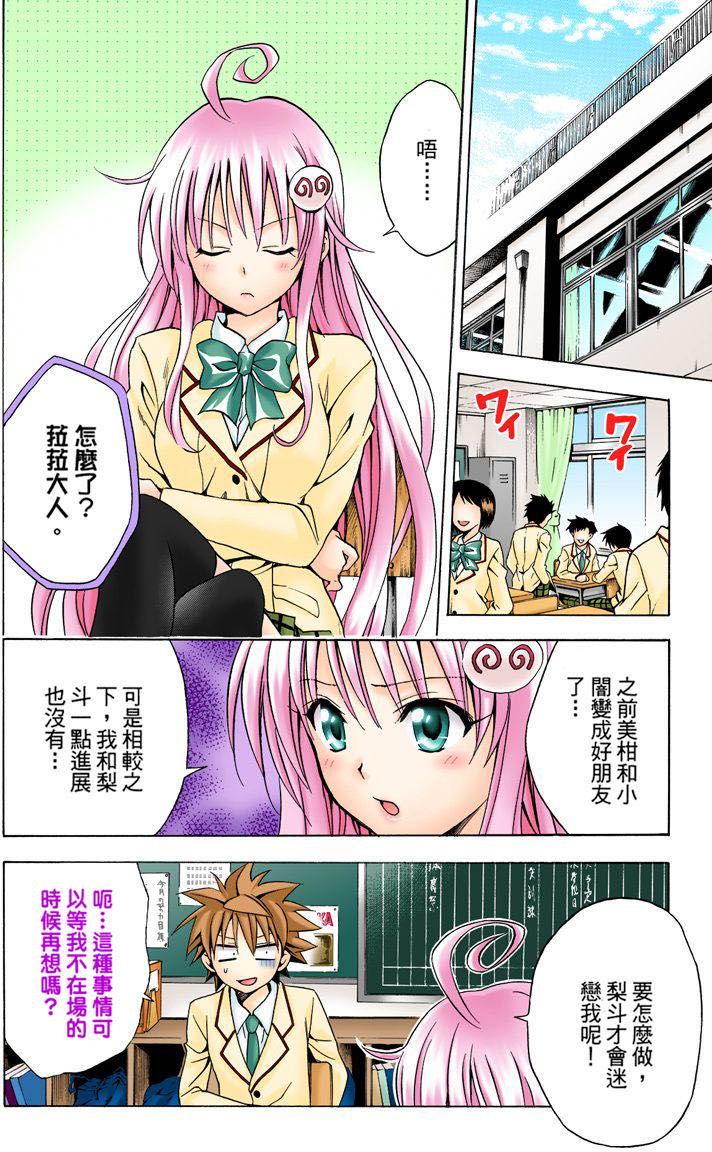 ワイ
ワイ
唔……
怎麼了?
菈菈大人。
之前美柑和小
闇變成好朋友
了…
可是相較之
下，我和梨
斗一點進展
也沒有…
要怎麼做，
梨斗才會迷
戀我呢！
呃…這種事情可
以等我不在場的
時候再想嗎？